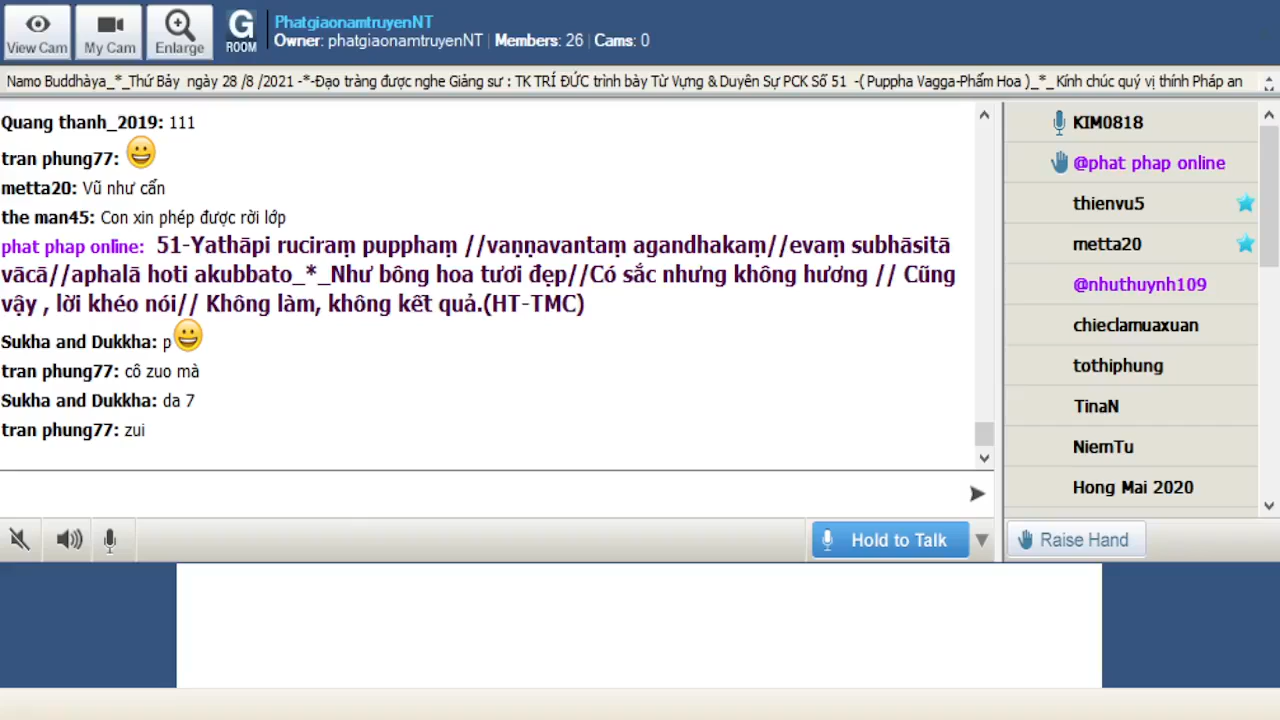 View Cam
My Cam
Enlarge
G
ROOM
PhatgiaonamtruyenNT
Owner: phatgiaonamtruyenNT | Members: 26 | Cams: 0
Namo Buddhàya_*_Thứ Bảy ngày 28 /8 /2021 -*-Đạo tràng được nghe Giảng sư : TK TRÍ ĐỨC trình bày Từ Vựng & Duyên Sự PCK Số 51 -( Puppha Vagga-Phẩm Hoa )_*_Kính chúc quý vị thính Pháp an
Quang thanh_2019: 111
tran phung77: 😀
metta20: Vũ như cẩn
the man45: Con xin phép được rời lớp
phat phap online: 51-Yathāpi ruciraṃ pupphaṃ //vaṇṇavantaṃ agandhakaṃ//evaṃ subhāsitā
vācā//aphalā hoti akubbato_*_Như bông hoa tươi đẹp//Có sắc nhưng không hương // Cũng
vậy , lời khéo nói// Không làm, không kết quả.(HT-TMC)
Sukha and Dukkha: p😀
tran phung77: cô zuo mà
Sukha and Dukkha: da 7
tran phung77: zui
Hold to Talk
KIM0818
@phat phap online
thienvu5
metta20
@nhuthuynh109
chieclamuaxuan
tothiphung
TinaN
NiemTu
Hong Mai 2020
Raise Hand